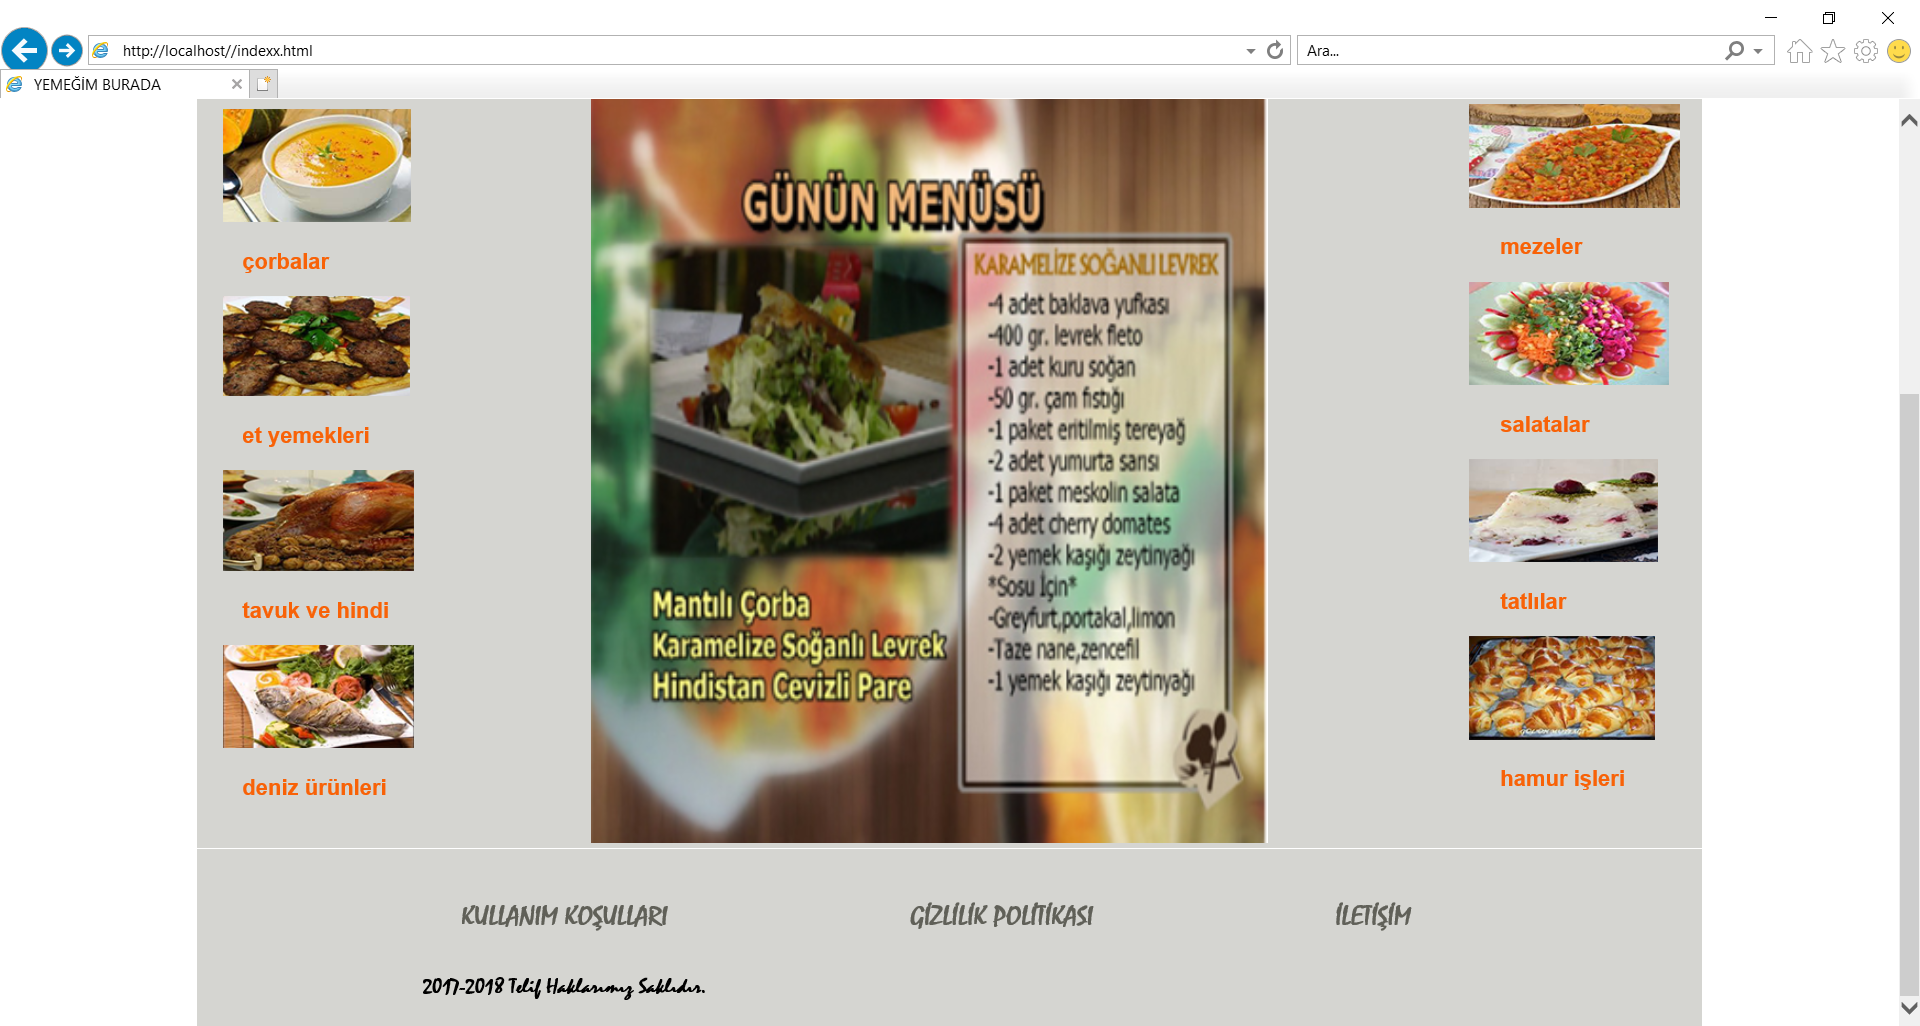 http://localhost//indexx.html
Ara...
YEMEĞİM BURADA
çorbalar
et yemekleri
tavuk ve hindi
deniz ürünleri
GÜNÜN MENÜSÜ
Mantılı Çorba
Karamelize Soğanlı Levrek
Hindistan Cevizli Pare
KARAMELİZE SOĞANLI LEVREK
-4 adet baklava yufkası
-400 gr. levrek fleto
-1 adet kuru soğan
-50 gr. çam fıstığı
-1 paket eritilmiş tereyağ
-2 adet yumurta sarısı
-1 paket meskolin salata
-4 adet cherry domates
-2 yemek kaşığı zeytinyağı
*Sosu İçin*
-Greyfurt,portakal,limon
-Taze nane,zencefil
-1 yemek kaşığı zeytinyağı
mezeler
salatalar
tatlılar
hamur işleri
KULLANIM KOŞULLARI
GİZLİLİK POLİTİKASI
İLETİŞİM
2017-2018 Telif Haklarımız Saklıdır.